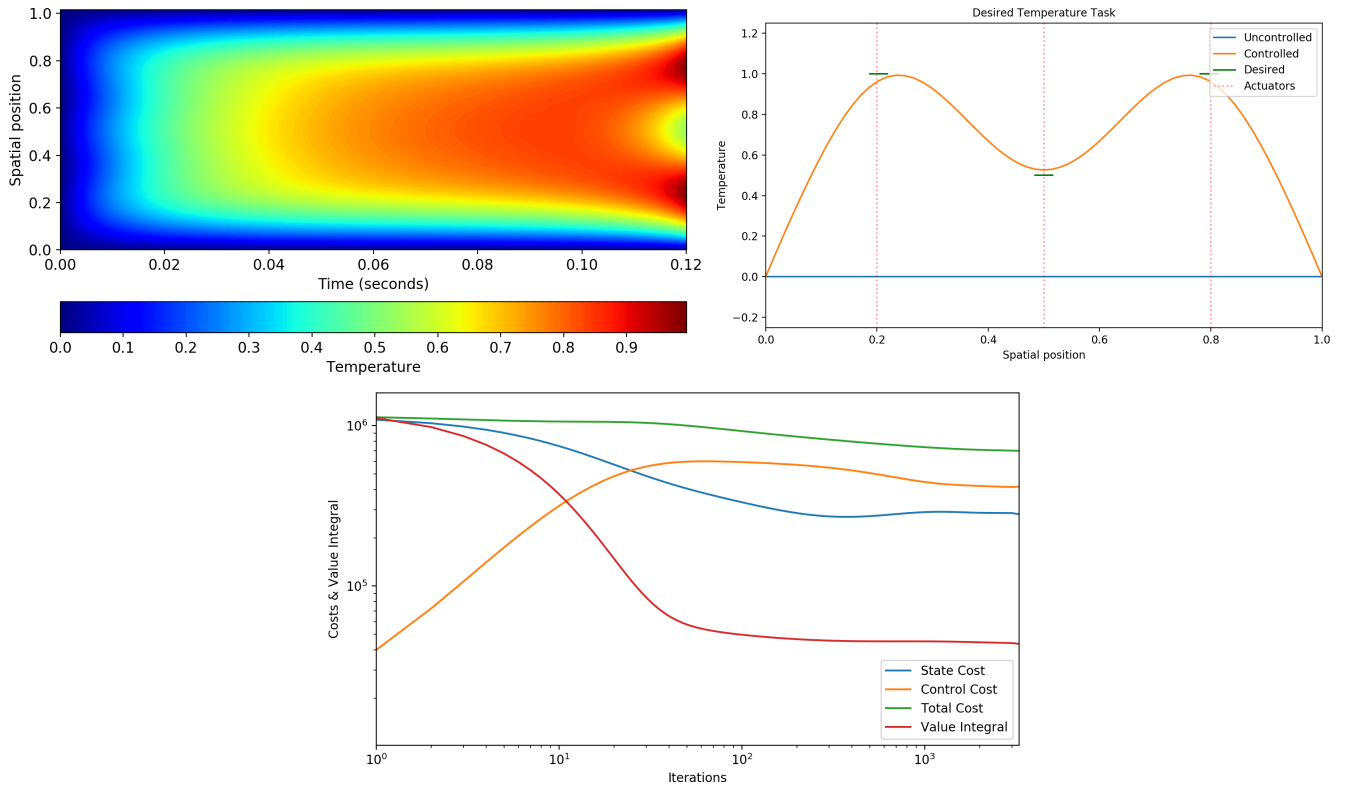 1.0
0.8
0.6
0.4
0.2
0.0
Spatial position
0.00 0.02 0.04 0.06 0.08 0.10 0.12
Time (seconds)
0.0 0.1 0.2 0.3 0.4 0.5 0.6 0.7 0.8 0.9
Temperature
Desired Temperature Task
1.2
1.0
0.8
0.6
0.4
0.2
0.0
−0.2
Temperature
Uncontrolled
Controlled
Desired
Actuators
0.0 0.2 0.4 0.6 0.8 1.0
Spatial position
10⁶
10⁵
Costs & Value Integral
State Cost
Control Cost
Total Cost
Value Integral
10⁰ 10¹ 10² 10³
Iterations